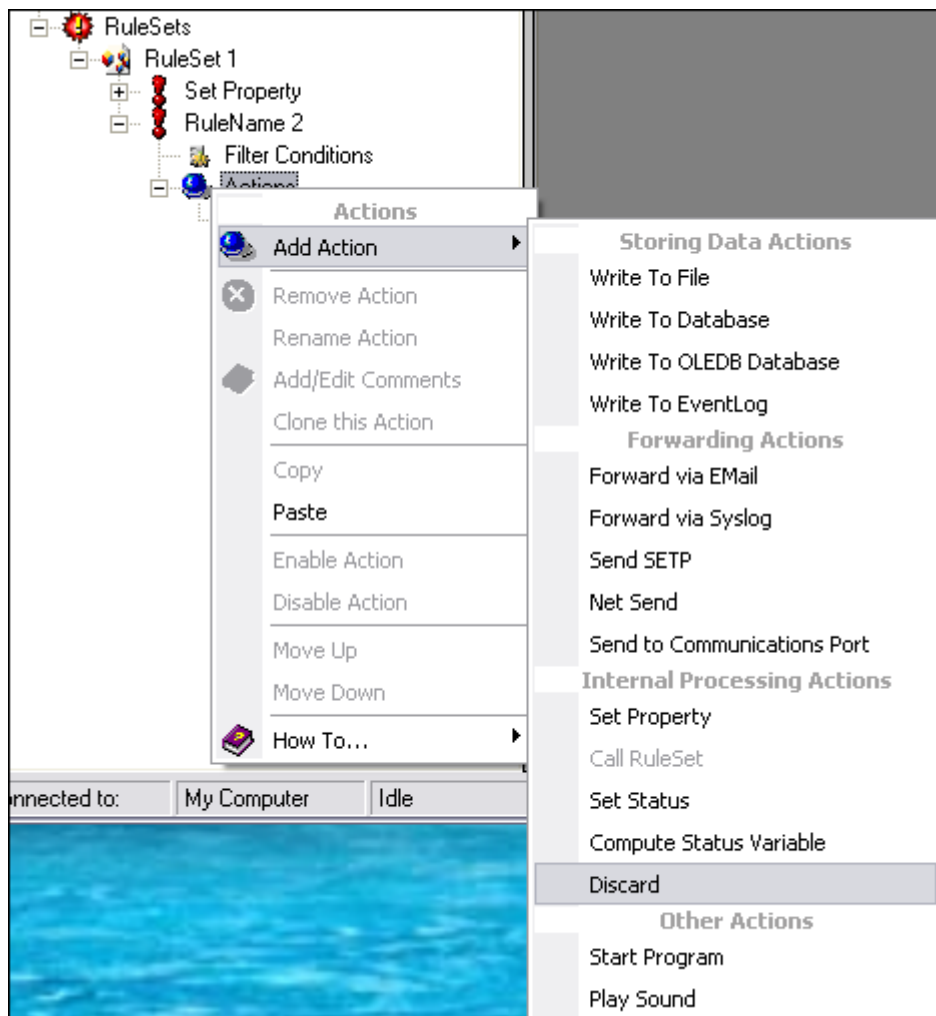 RuleSets
RuleSet 1
Set Property
RuleName 2
Filter Conditions
Actions
Actions
Add Action
Remove Action
Rename Action
Add/Edit Comments
Clone this Action
Copy
Paste
Enable Action
Disable Action
Move Up
Move Down
How To...
Storing Data Actions
Write To File
Write To Database
Write To OLEDB Database
Write To EventLog
Forwarding Actions
Forward via EMail
Forward via Syslog
Send SETP
Net Send
Send to Communications Port
Internal Processing Actions
Set Property
Call RuleSet
Set Status
Compute Status Variable
Discard
Other Actions
Start Program
Play Sound
nnected to: My Computer Idle